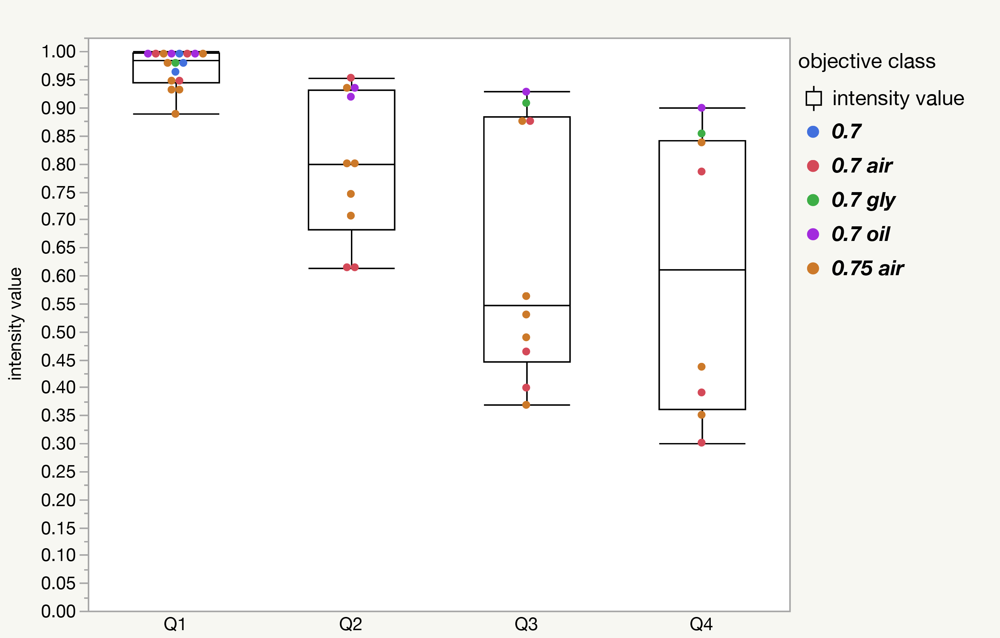 1.00
0.95
0.90
0.85
0.80
0.75
0.70
0.65
0.60
0.55
0.50
0.45
0.40
0.35
0.30
0.25
0.20
0.15
0.10
0.05
0.00
intensity value
Q1 Q2 Q3 Q4
objective class
intensity value
0.7
0.7 air
0.7 gly
0.7 oil
0.75 air